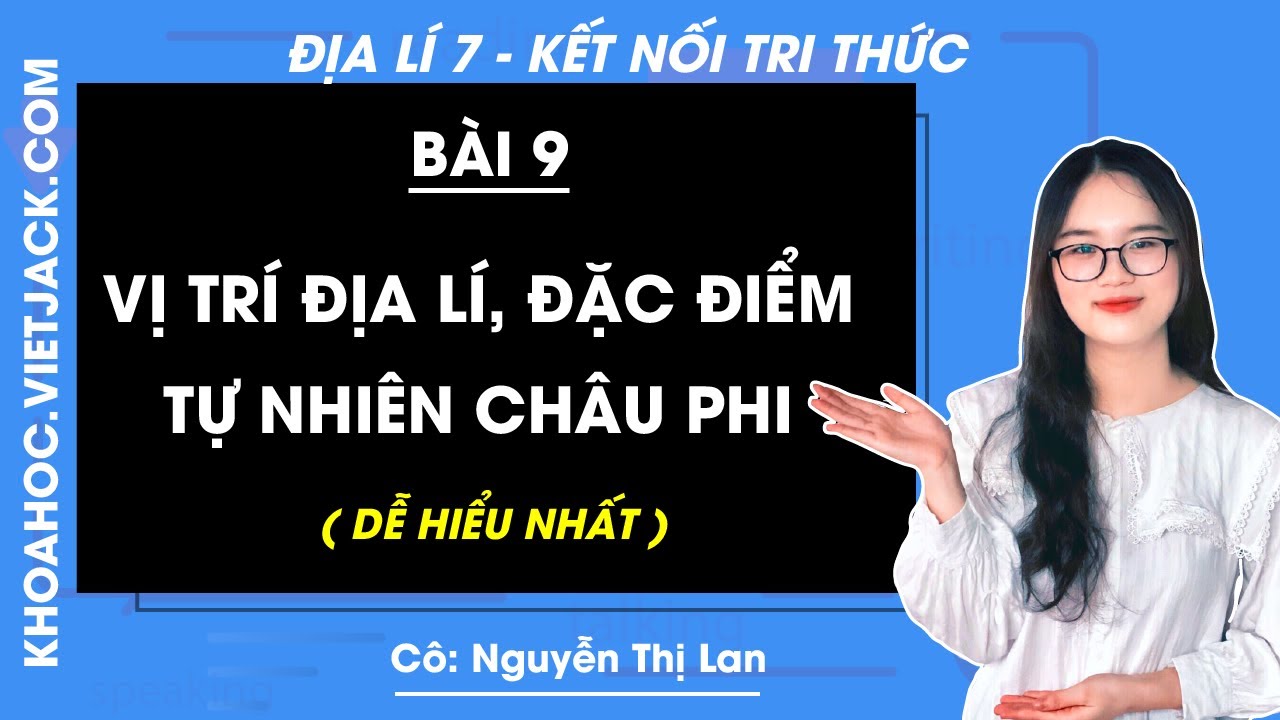 ĐỊA LÍ 7 - KẾT NỐI TRI THỨC
KHOAHOC.VIETJACK.COM
BÀI 9
VỊ TRÍ ĐỊA LÍ, ĐẶC ĐIỂM
TỰ NHIÊN CHÂU PHI
( DỄ HIỂU NHẤT )
Cô: Nguyễn Thị Lan
talking
speaking